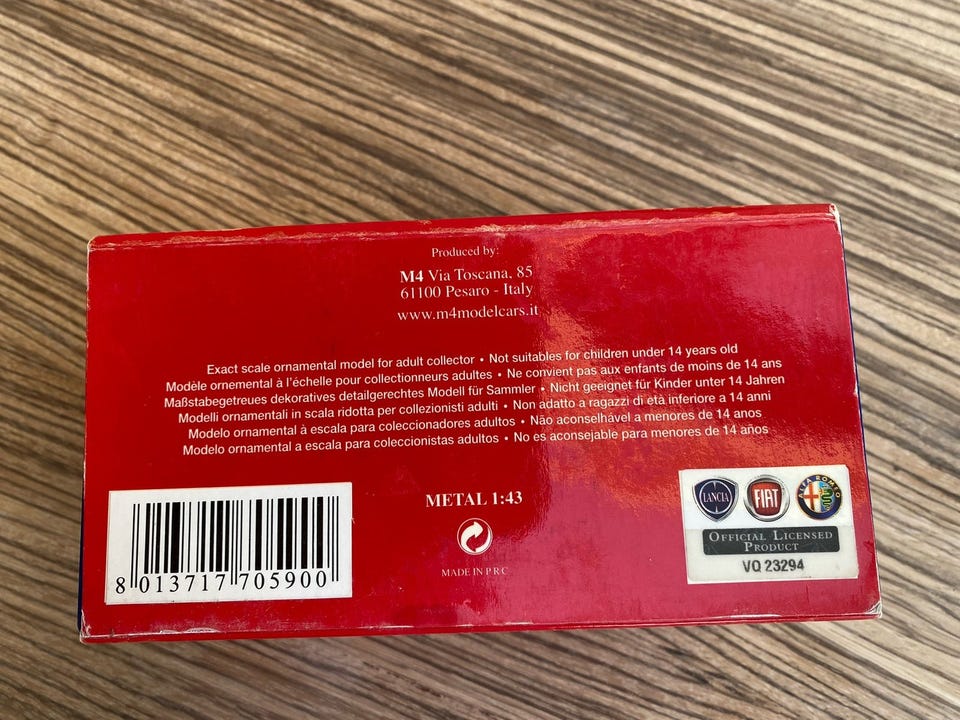 Produced by:
M4 Via Toscana, 85
61100 Pesaro - Italy
www.m4modelcars.it
Exact scale ornamental model for adult collector • Not suitables for children under 14 years old
Modèle ornemental à l'échelle pour collectionneurs adultes • Ne convient pas aux enfants de moins de 14 ans
Maßstabegetreues dekoratives detailgerechtes Modell für Sammler • Nicht geeignet für Kinder unter 14 Jahren
Modelli ornamentali in scala ridotta per collezionisti adulti • Non adatto a ragazzi di età inferiore a 14 anni
Modelo ornamental à escala para coleccionadores adultos • Não aconselhável a menores de 14 anos
Modelo ornamental a escala para coleccionistas adultos • No es aconsejable para menores de 14 años
METAL 1:43
MADE IN P R C
8 013717 705900
LANCIA
FIAT
ALFA ROMEO
OFFICIAL LICENSED
PRODUCT
VQ 23294